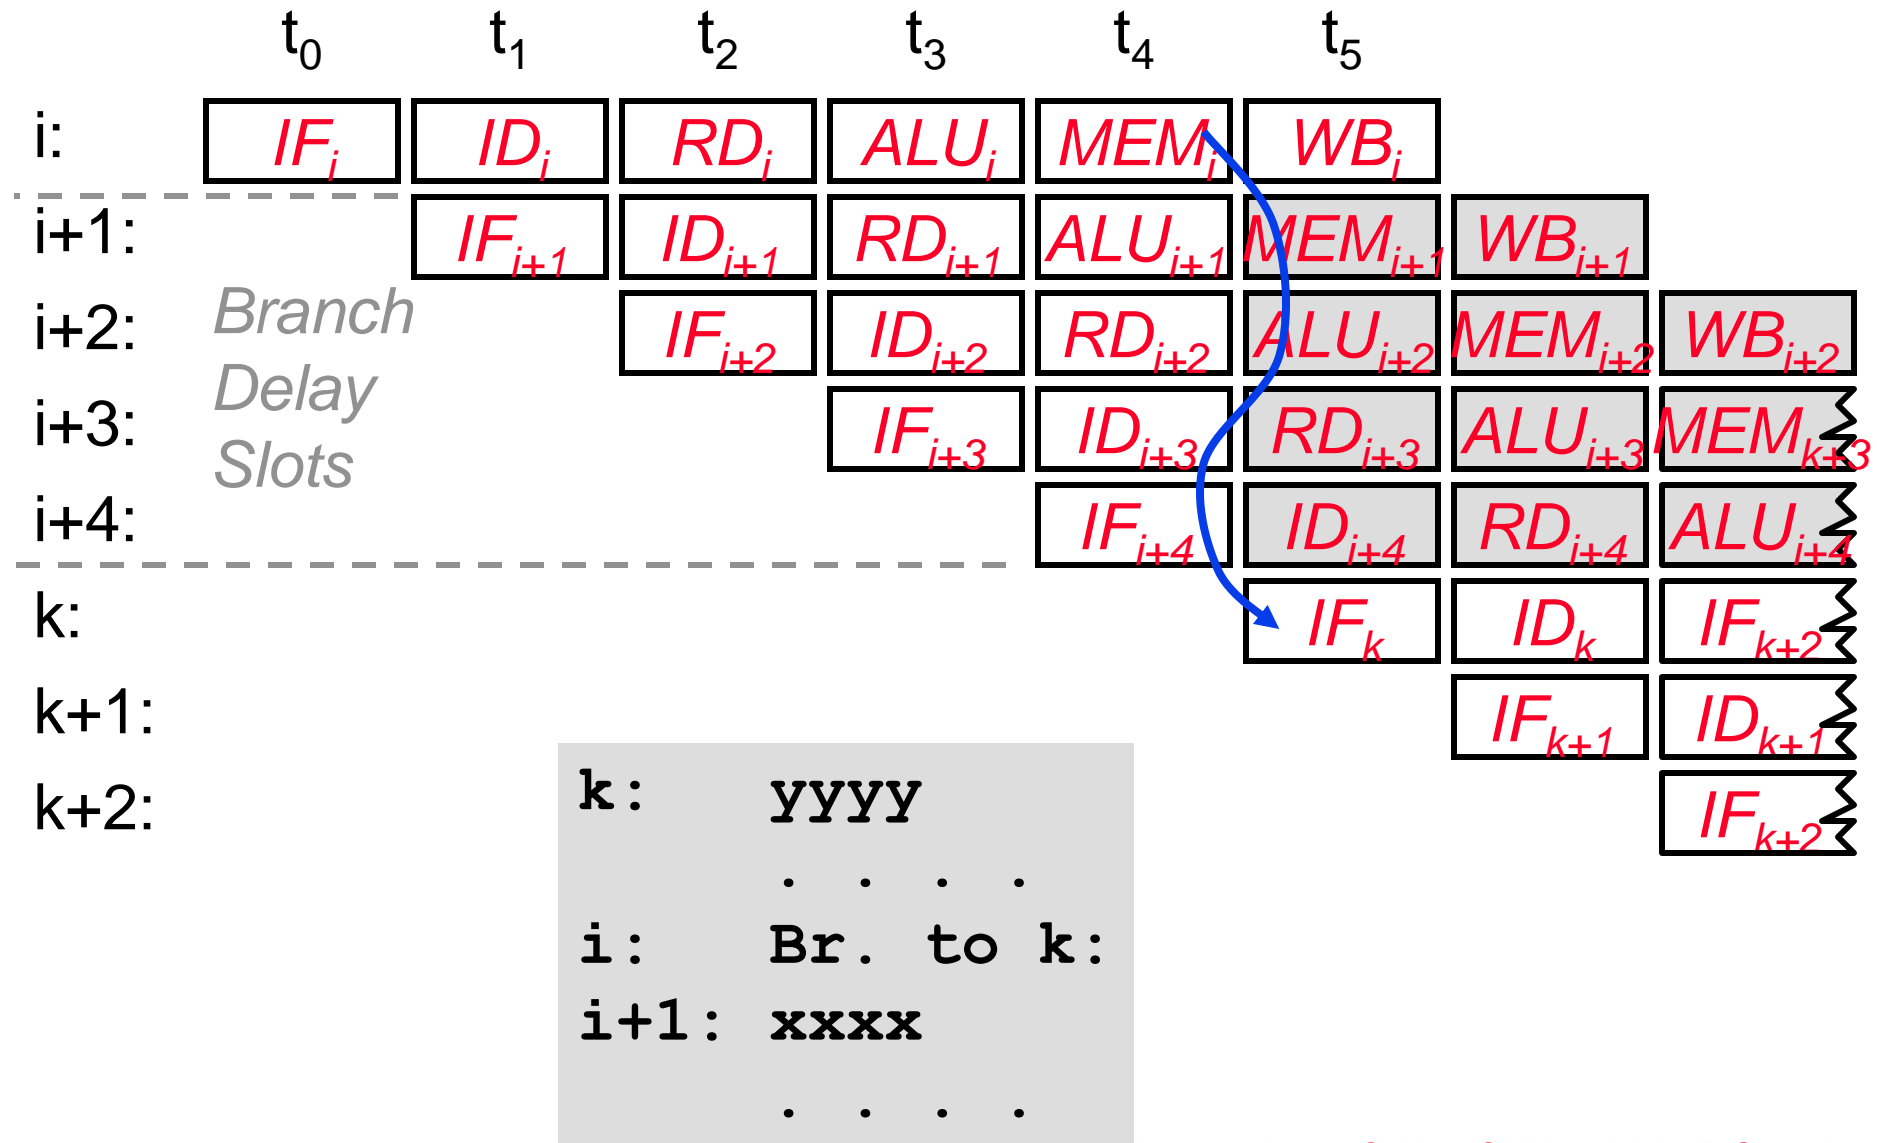 t0 t1 t2 t3 t4 t5
i: IFi IDi RDi ALUi MEMi WBi
i+1: IFi+1 IDi+1 RDi+1 ALUi+1 MEMi+1 WBi+1
i+2: IFi+2 IDi+2 RDi+2 ALUi+2 MEMi+2 WBi+2
i+3: IFi+3 IDi+3 RDi+3 ALUi+3 MEMk+3
i+4: IFi+4 IDi+4 RDi+4 ALUi+4
Branch
Delay
Slots
k: IFk IDk IFk+2
k+1: IFk+1 IDk+1
k+2: IFk+2
k: yyyy
. . . .
i: Br. to k:
i+1: xxxx
. . . .